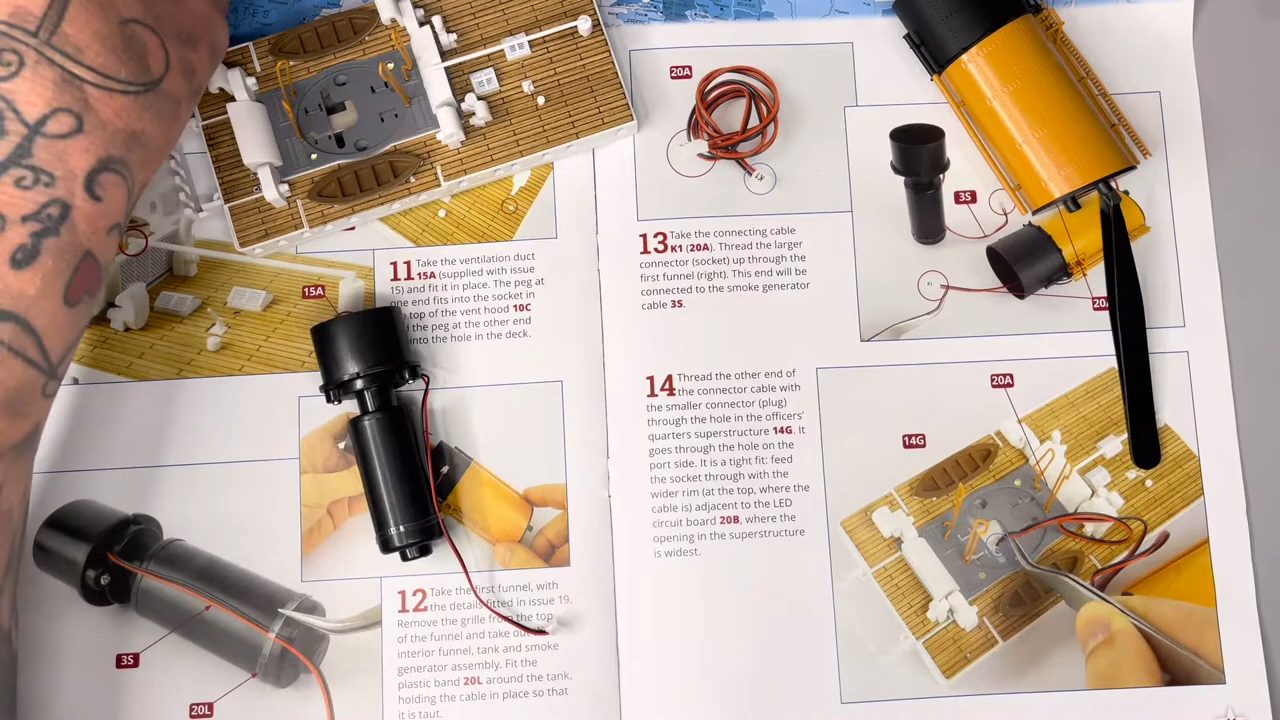 15A
11 Take the ventilation duct
15A (supplied with issue
15) and fit it in place. The peg at
one end fits into the socket in
top of the vent hood 10C
the peg at the other end
into the hole in the deck.
3S
20L
12 Take the first funnel, with
the details fitted in issue 19.
Remove the grille from the top
of the funnel and take out
interior funnel, tank and smoke
generator assembly. Fit the
plastic band 20L around the tank,
holding the cable in place so that
it is taut.
20A
K1
13 Take the connecting cable
K1 (20A). Thread the larger
connector (socket) up through the
first funnel (right). This end will be
connected to the smoke generator
cable 3S.
3S
14 Thread the other end of
the connector cable with
the smaller connector (plug)
through the hole in the officers'
quarters superstructure 14G. It
goes through the hole on the
port side. It is a tight fit: feed
the socket through with the
wider rim (at the top, where the
cable is) adjacent to the LED
circuit board 20B, where the
opening in the superstructure
is widest.
20A
14G